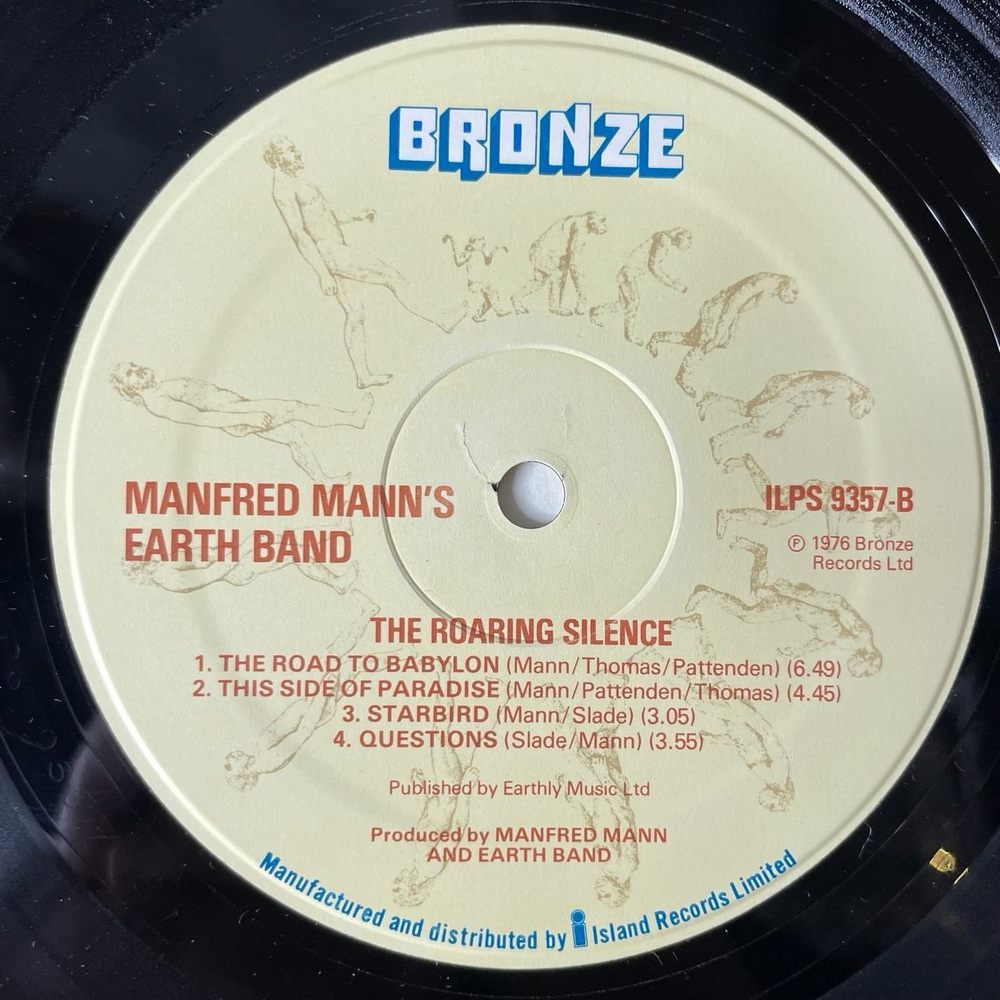 BRONZE
MANFRED MANN'S
EARTH BAND
ILPS 9357-B
℗ 1976 Bronze
Records Ltd
THE ROARING SILENCE
1. THE ROAD TO BABYLON (Mann/Thomas/Pattenden) (6.49)
2. THIS SIDE OF PARADISE (Mann/Pattenden/Thomas) (4.45)
3. STARBIRD (Mann/Slade) (3.05)
4. QUESTIONS (Slade/Mann) (3.55)
Published by Earthly Music Ltd
Produced by MANFRED MANN
AND EARTH BAND
Manufactured and distributed by i Island Records Limited